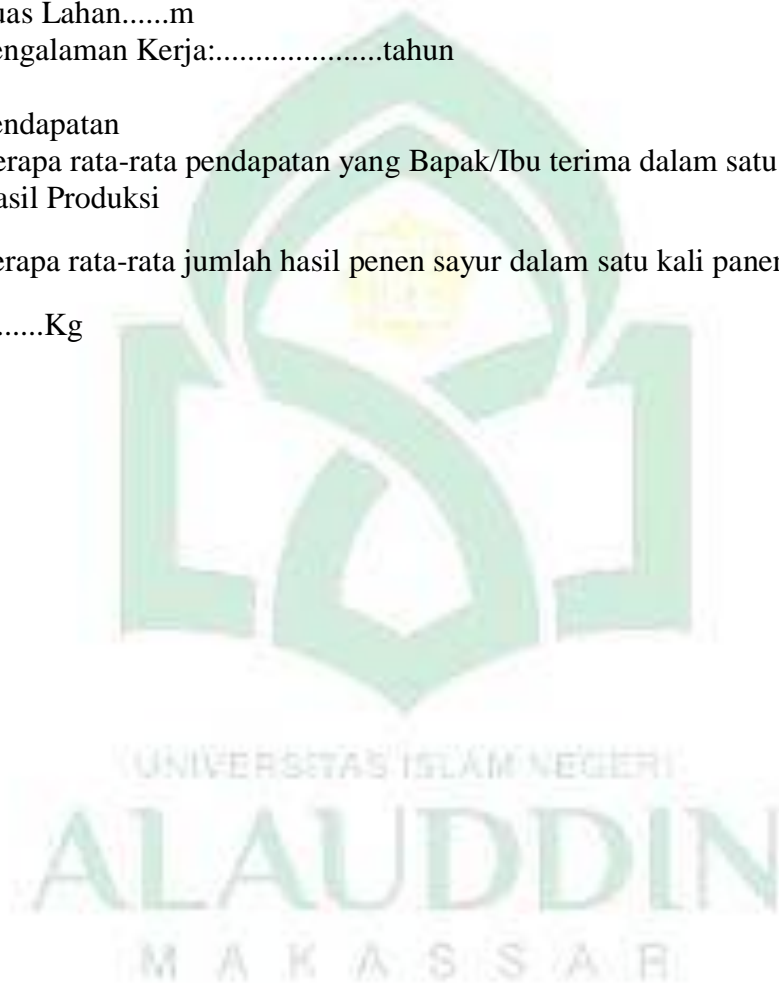 uas Lahan......m
engalaman Kerja:.....................tahun
endapatan
erapa rata-rata pendapatan yang Bapak/Ibu terima dalam satu
asil Produksi
erapa rata-rata jumlah hasil penen sayur dalam satu kali panen
......Kg
UNIVERSITAS ISLAM NEGERI
ALAUDDIN
MAKASSAR